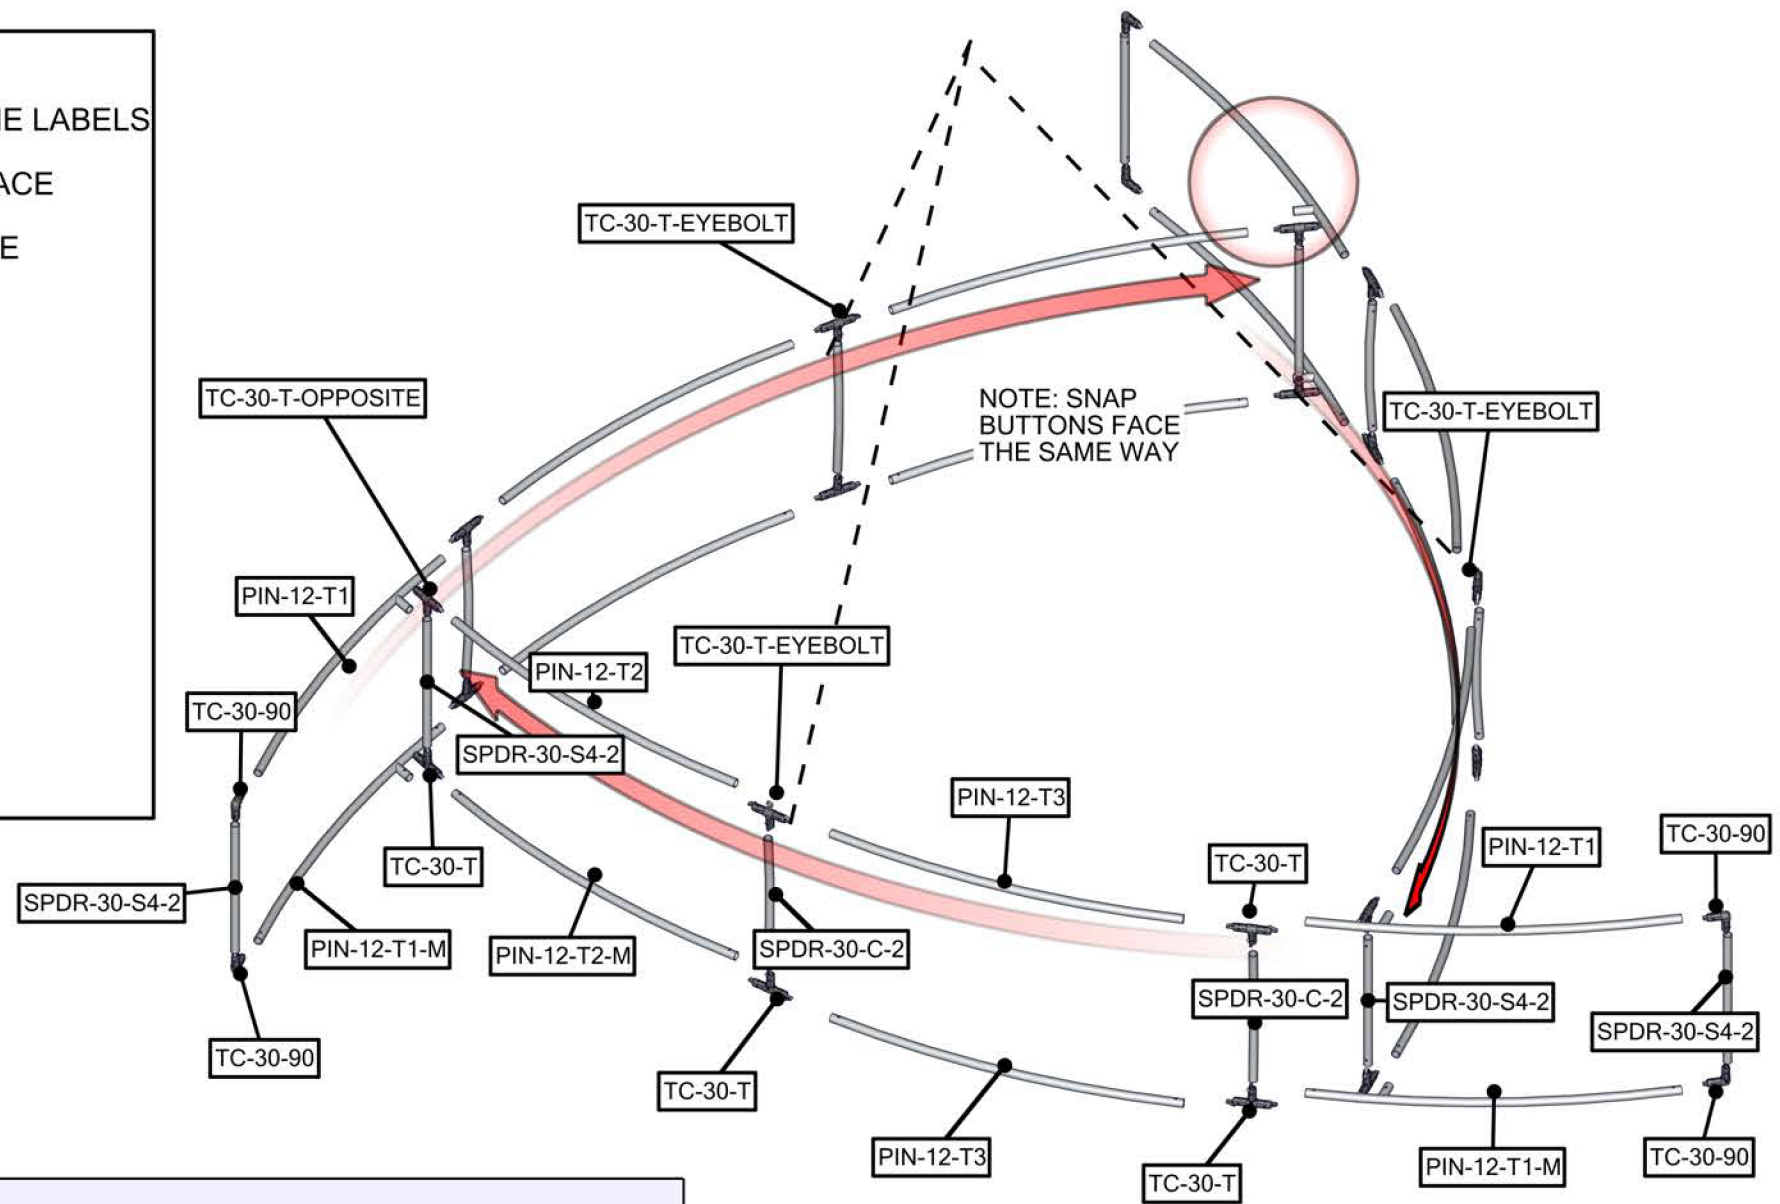 E LABELS
ACE
E
TC-30-T-EYEBOLT
TC-30-T-OPPOSITE
NOTE: SNAP
BUTTONS FACE
THE SAME WAY
TC-30-T-EYEBOLT
PIN-12-T1
TC-30-T-EYEBOLT
PIN-12-T2
TC-30-90
SPDR-30-S4-2
PIN-12-T3
TC-30-T
PIN-12-T1
TC-30-90
TC-30-T
SPDR-30-S4-2
PIN-12-T1-M
PIN-12-T2-M
SPDR-30-C-2
SPDR-30-C-2
SPDR-30-S4-2
SPDR-30-S4-2
TC-30-90
TC-30-T
PIN-12-T3
TC-30-T
PIN-12-T1-M
TC-30-90